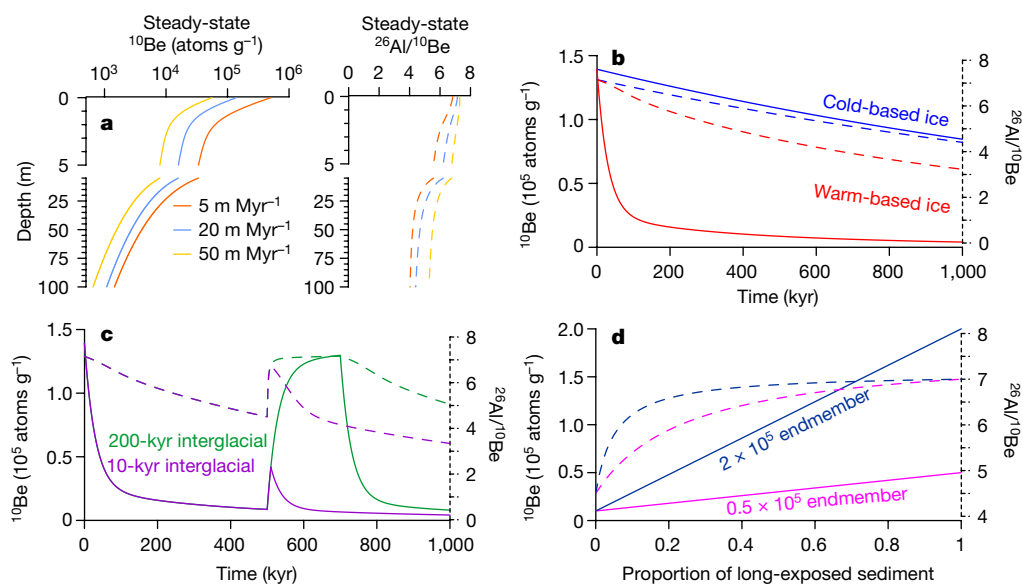 Steady-state
¹⁰Be (atoms g⁻¹)
10³ 10⁴ 10⁵ 10⁶
Steady-state
²⁶Al/¹⁰Be
0 2 4 6 8
a
0
5
25
50
75
100
Depth (m)
5 m Myr⁻¹
20 m Myr⁻¹
50 m Myr⁻¹
0
5
25
50
75
100
b
1.5
1.0
0.5
0
¹⁰Be (10⁵ atoms g⁻¹)
Cold-based ice
Warm-based ice
8
6
4
2
0
²⁶Al/¹⁰Be
0 200 400 600 800 1,000
Time (kyr)
c
1.5
1.0
0.5
0
¹⁰Be (10⁵ atoms g⁻¹)
200-kyr interglacial
10-kyr interglacial
8
6
4
2
0
²⁶Al/¹⁰Be
0 200 400 600 800 1,000
Time (kyr)
d
2.0
1.5
1.0
0.5
0
¹⁰Be (10⁵ atoms g⁻¹)
2 × 10⁵ endmember
0.5 × 10⁵ endmember
8
7
6
5
4
²⁶Al/¹⁰Be
0 0.2 0.4 0.6 0.8 1
Proportion of long-exposed sediment